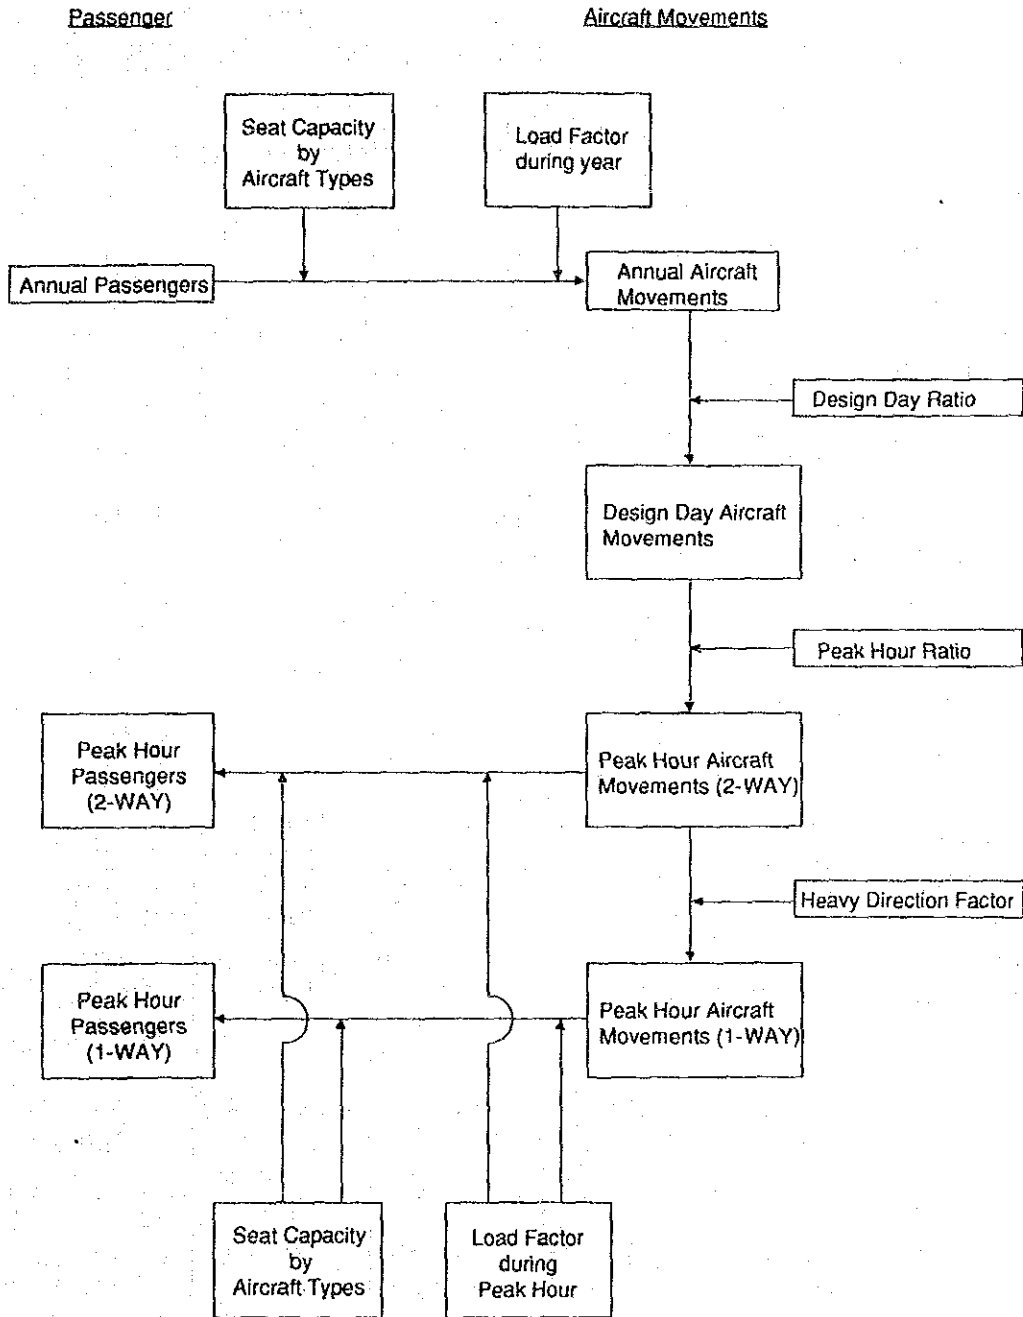 Passenger
Aircraft Movements
Seat Capacity
by
Aircraft Types
Load Factor
during year
Annual Passengers
Annual Aircraft
Movements
Design Day Ratio
Design Day Aircraft
Movements
Peak Hour Ratio
Peak Hour
Passengers
(2-WAY)
Peak Hour Aircraft
Movements (2-WAY)
Heavy Direction Factor
Peak Hour
Passengers
(1-WAY)
Peak Hour Aircraft
Movements (1-WAY)
Seat Capacity
by
Aircraft Types
Load Factor
during
Peak Hour